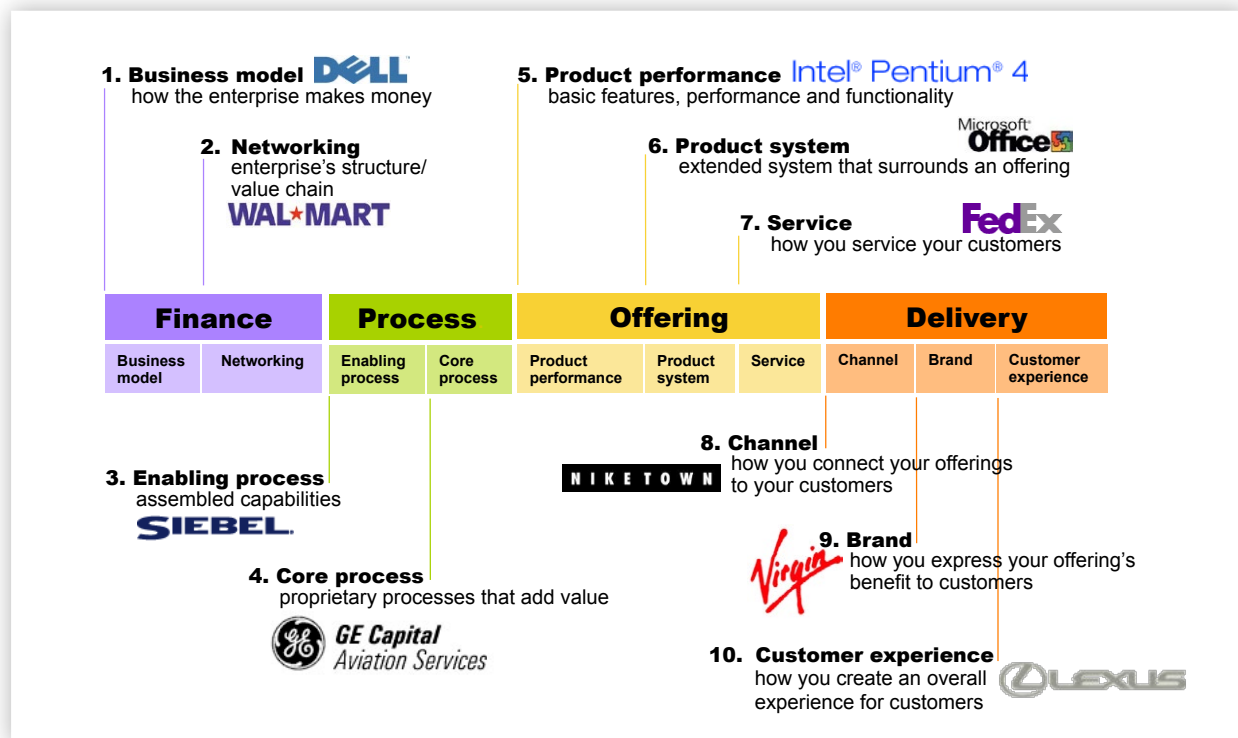 1. Business model DELL
how the enterprise makes money
2. Networking
enterprise's structure/
value chain
WAL★MART
5. Product performance Intel® Pentium® 4
basic features, performance and functionality
6. Product system
Microsoft®
Office
extended system that surrounds an offering
7. Service FedEx
how you service your customers
Finance Process Offering Delivery
Business model
Networking
Enabling process
Core process
Product performance
Product system
Service
Channel
Brand
Customer experience
3. Enabling process
assembled capabilities
SIEBEL.
4. Core process
proprietary processes that add value
GE GE Capital
Aviation Services
8. Channel
how you connect your offerings
to your customers
NIKETOWN
9. Brand
how you express your offering's
benefit to customers
Virgin
10. Customer experience
how you create an overall
experience for customers
LEXUS